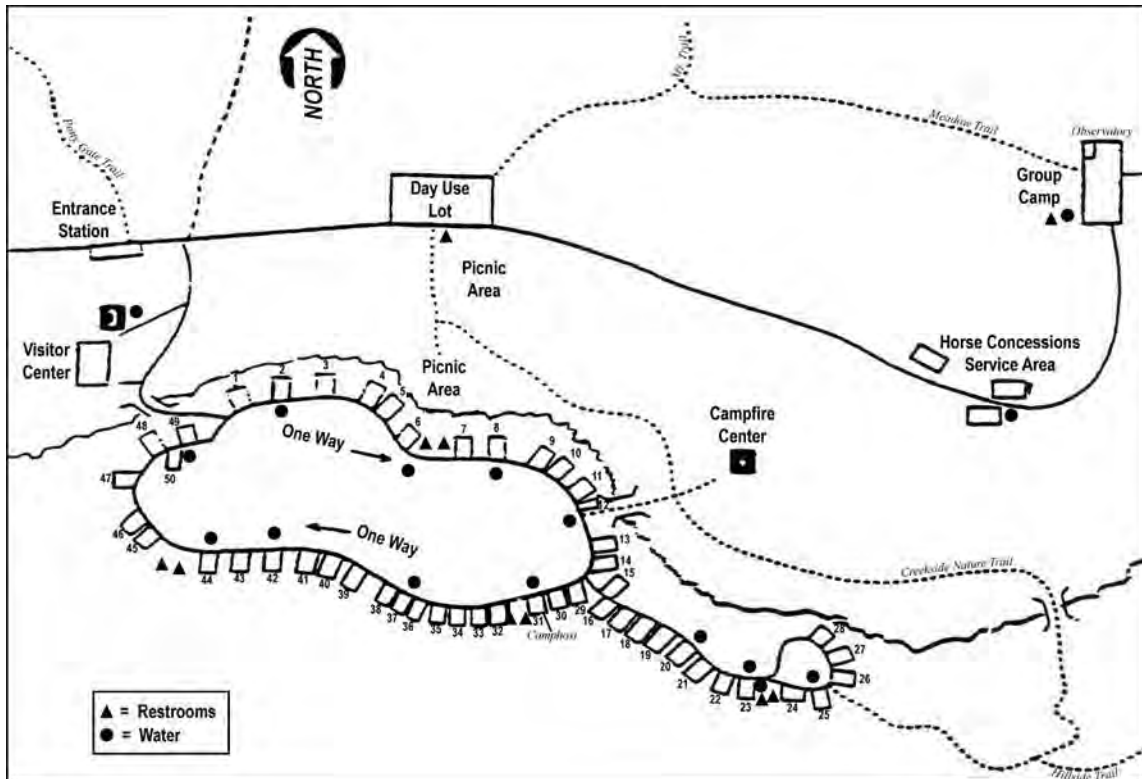 NORTH
Pony Gate Trail
Mt. Trail
Meadow Trail
Observatory
Group
Camp
Day Use
Lot
Entrance
Station
Picnic
Area
Visitor
Center
Picnic
Area
Horse Concessions
Service Area
Campfire
Center
1
2
3
4
5
6
7
8
9
10
11
12
One Way
One Way
48
49
50
47
46
45
44
43
42
41
40
39
38
37
36
35
34
33
32
31
30
29
Camphost
13
14
15
16
17
18
19
20
21
22
23
24
25
26
27
28
Creekside Nature Trail
Hillside Trail
▲ = Restrooms
● = Water